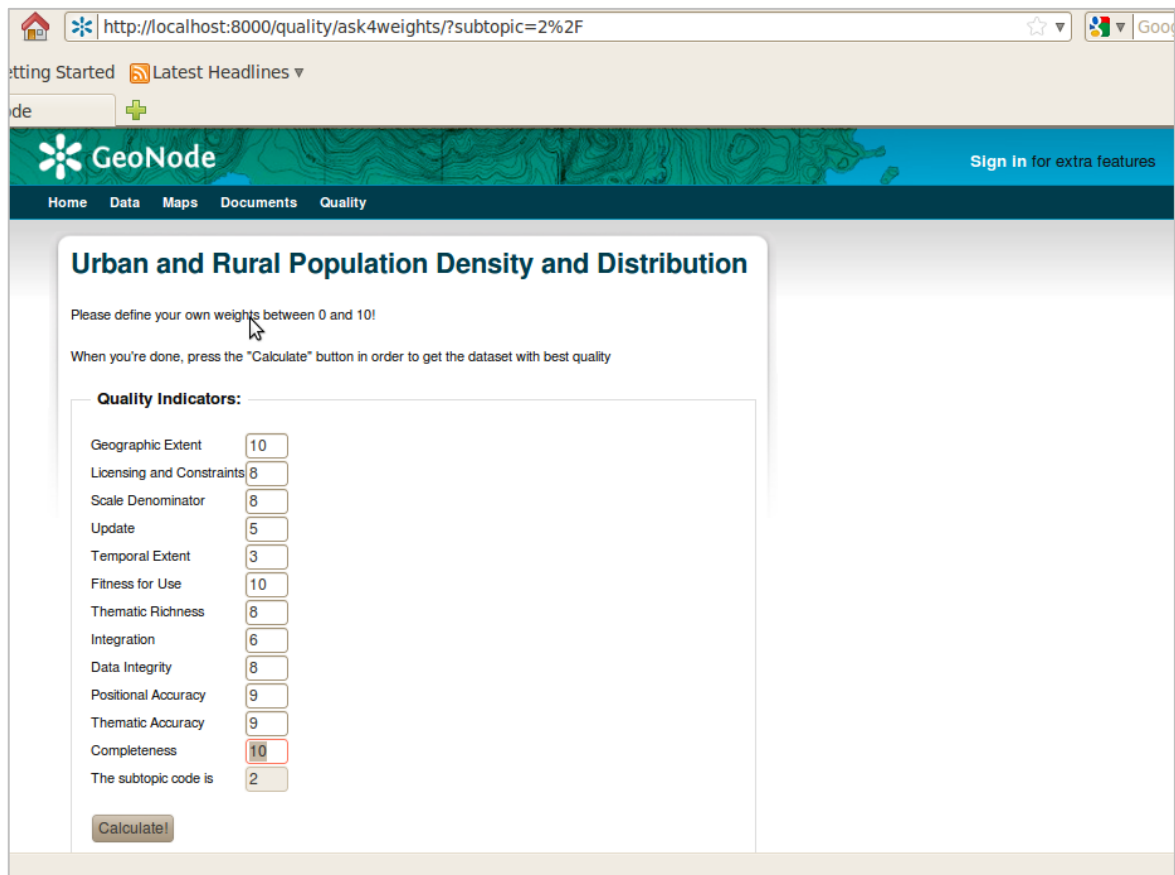 http://localhost:8000/quality/ask4weights/?subtopic=2%2F
Latest Headlines
GeoNode
Sign in for extra features
Home Data Maps Documents Quality
Urban and Rural Population Density and Distribution
Please define your own weights between 0 and 10!
When you're done, press the "Calculate" button in order to get the dataset with best quality
Quality Indicators:
Geographic Extent 10
Licensing and Constraints 8
Scale Denominator 8
Update 5
Temporal Extent 3
Fitness for Use 10
Thematic Richness 8
Integration 6
Data Integrity 8
Positional Accuracy 9
Thematic Accuracy 9
Completeness 10
The subtopic code is 2
Calculate!